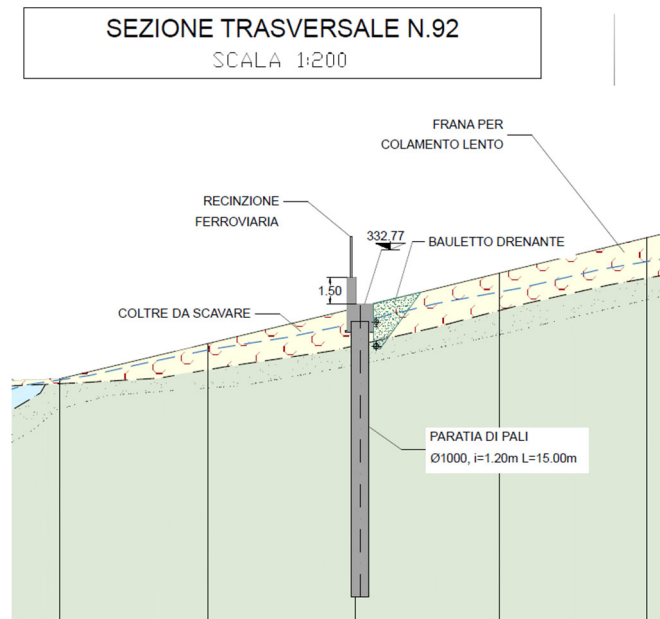 SEZIONE TRASVERSALE N.92
SCALA 1:200
FRANA PER
COLAMENTO LENTO
RECINZIONE
FERROVIARIA
332.77
BAULETTO DRENANTE
1.50
COLTRE DA SCAVARE
PARATIA DI PALI
Ø1000, i=1.20m L=15.00m